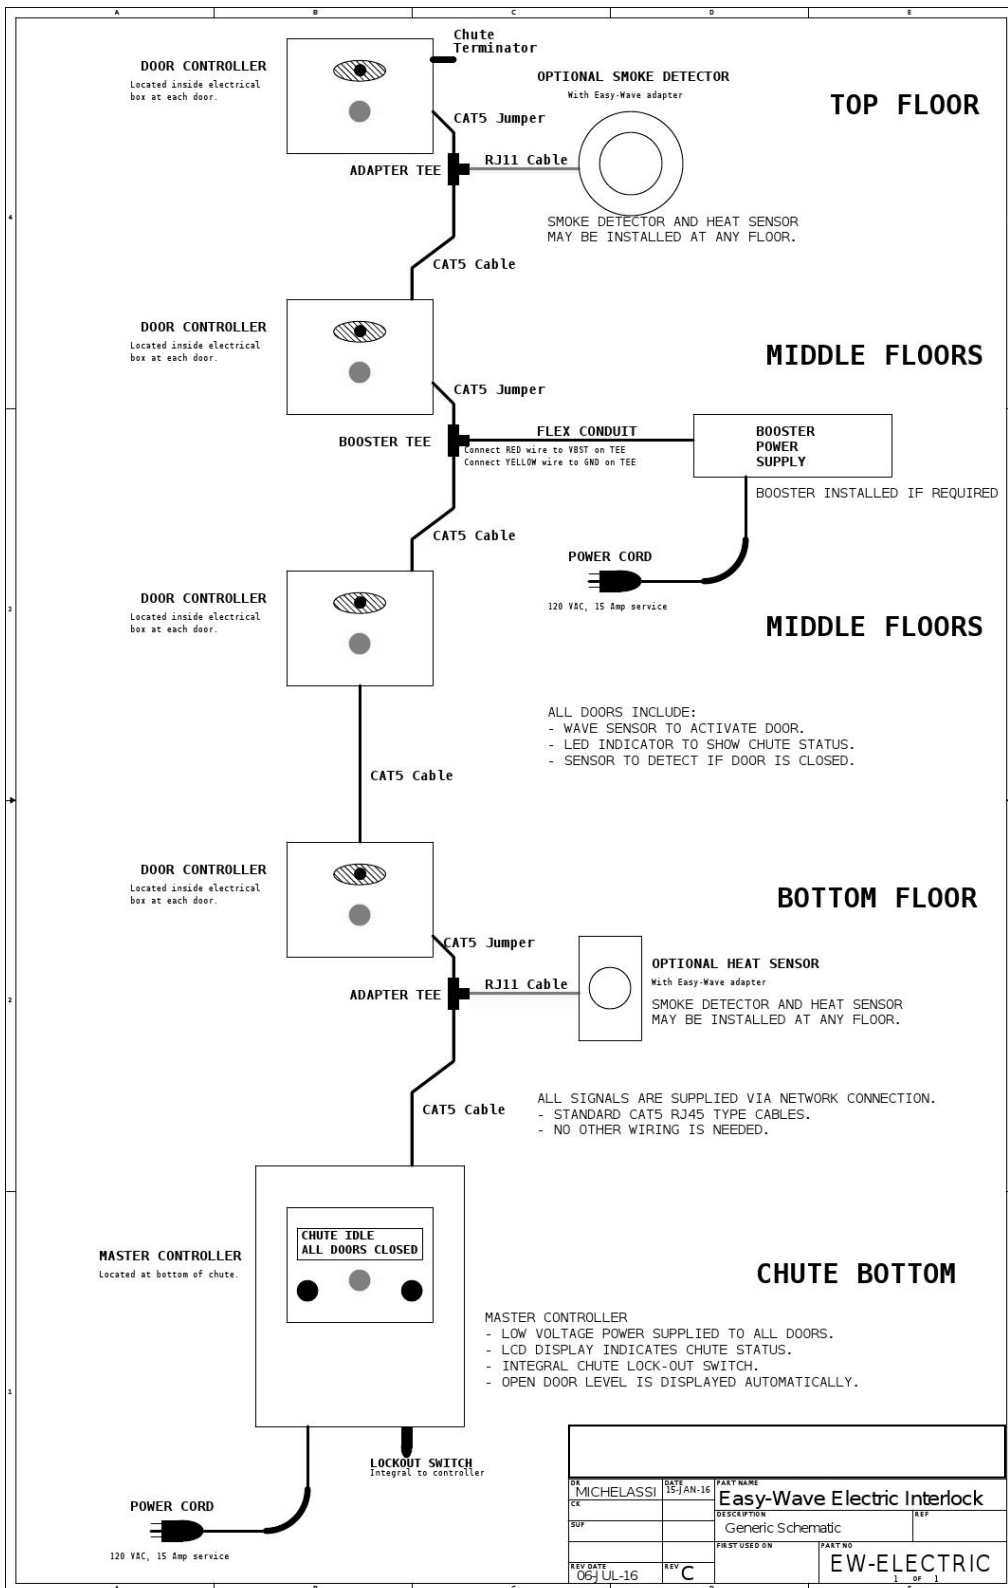 A B C D E
Chute
Terminator
DOOR CONTROLLER
Located inside electrical
box at each door.
OPTIONAL SMOKE DETECTOR
With Easy-Wave adapter
TOP FLOOR
CAT5 Jumper
ADAPTER TEE
RJ11 Cable
4
SMOKE DETECTOR AND HEAT SENSOR
MAY BE INSTALLED AT ANY FLOOR.
CAT5 Cable
DOOR CONTROLLER
Located inside electrical
box at each door.
MIDDLE FLOORS
CAT5 Jumper
BOOSTER TEE
FLEX CONDUIT
Connect RED wire to VBST on TEE
Connect YELLOW wire to GND on TEE
BOOSTER
POWER
SUPPLY
BOOSTER INSTALLED IF REQUIRED
CAT5 Cable
POWER CORD
120 VAC, 15 Amp service
DOOR CONTROLLER
Located inside electrical
box at each door.
3
MIDDLE FLOORS
ALL DOORS INCLUDE:
- WAVE SENSOR TO ACTIVATE DOOR.
- LED INDICATOR TO SHOW CHUTE STATUS.
- SENSOR TO DETECT IF DOOR IS CLOSED.
CAT5 Cable
DOOR CONTROLLER
Located inside electrical
box at each door.
BOTTOM FLOOR
CAT5 Jumper
ADAPTER TEE
RJ11 Cable
OPTIONAL HEAT SENSOR
With Easy-Wave adapter
SMOKE DETECTOR AND HEAT SENSOR
MAY BE INSTALLED AT ANY FLOOR.
2
CAT5 Cable
ALL SIGNALS ARE SUPPLIED VIA NETWORK CONNECTION.
- STANDARD CAT5 RJ45 TYPE CABLES.
- NO OTHER WIRING IS NEEDED.
CHUTE IDLE
ALL DOORS CLOSED
MASTER CONTROLLER
Located at bottom of chute.
CHUTE BOTTOM
MASTER CONTROLLER
- LOW VOLTAGE POWER SUPPLIED TO ALL DOORS.
- LCD DISPLAY INDICATES CHUTE STATUS.
- INTEGRAL CHUTE LOCK-OUT SWITCH.
- OPEN DOOR LEVEL IS DISPLAYED AUTOMATICALLY.
1
LOCKOUT SWITCH
Integral to controller
POWER CORD
120 VAC, 15 Amp service
DR
MICHELASSI
DATE
15-JAN-16
PART NAME
Easy-Wave Electric Interlock
CK
DESCRIPTION
Generic Schematic
REF
SUP
FIRST USED ON
PART NO
EW-ELECTRIC
1 OF 1
REV DATE
06-JUL-16
REV
C
A B C D E